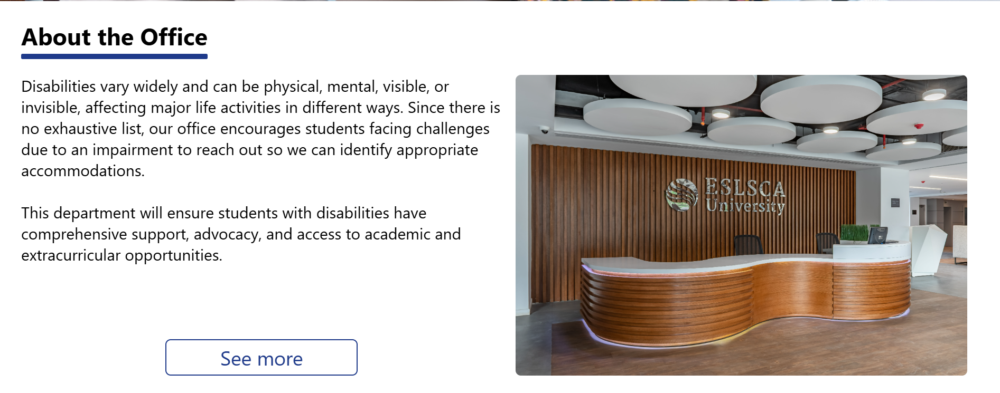 About the Office
Disabilities vary widely and can be physical, mental, visible, or
invisible, affecting major life activities in different ways. Since there is
no exhaustive list, our office encourages students facing challenges
due to an impairment to reach out so we can identify appropriate
accommodations.
This department will ensure students with disabilities have
comprehensive support, advocacy, and access to academic and
extracurricular opportunities.
See more
ESLSCA
University